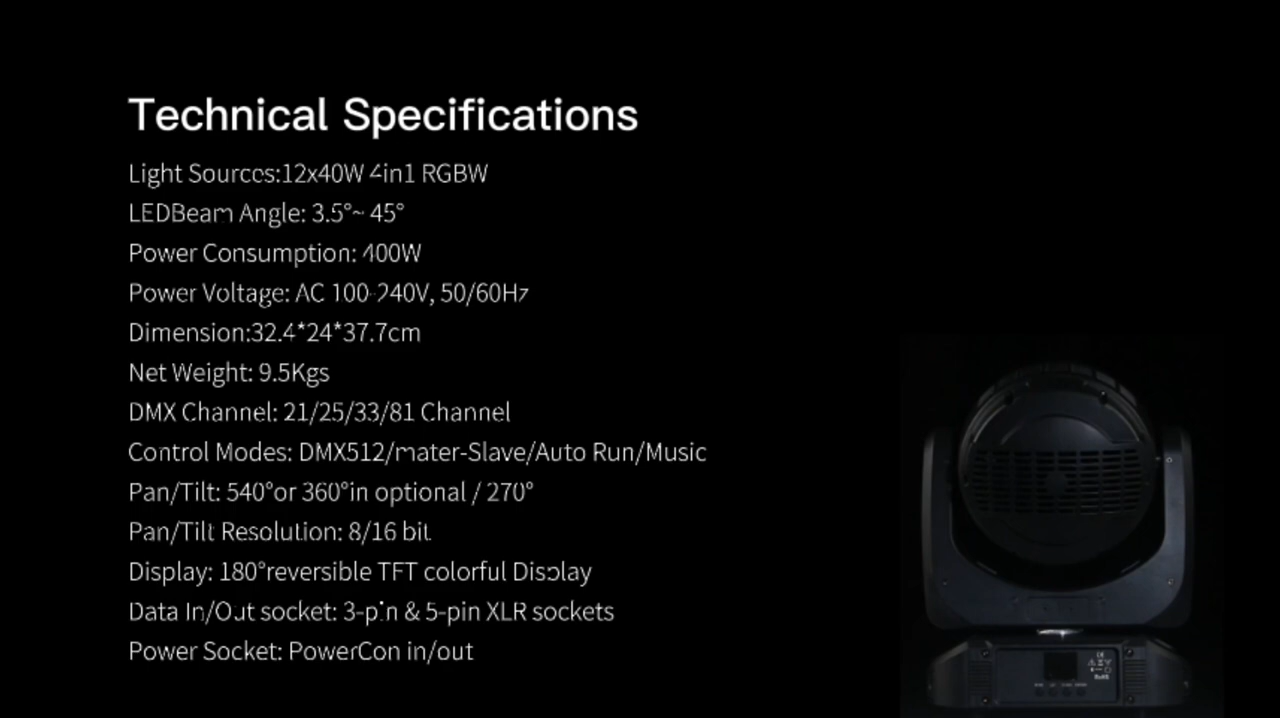 Technical Specifications
Light Sources:12x40W 4in1 RGBW
LEDBeam Angle: 3.5°~ 45°
Power Consumption: 400W
Power Voltage: AC 100-240V, 50/60Hz
Dimension:32.4*24*37.7cm
Net Weight: 9.5Kgs
DMX Channel: 21/25/33/81 Channel
Control Modes: DMX512/mater-Slave/Auto Run/Music
Pan/Tilt: 540°or 360°in optional / 270°
Pan/Tilt Resolution: 8/16 bit
Display: 180°reversible TFT colorful Display
Data In/Out socket: 3-pin & 5-pin XLR sockets
Power Socket: PowerCon in/out